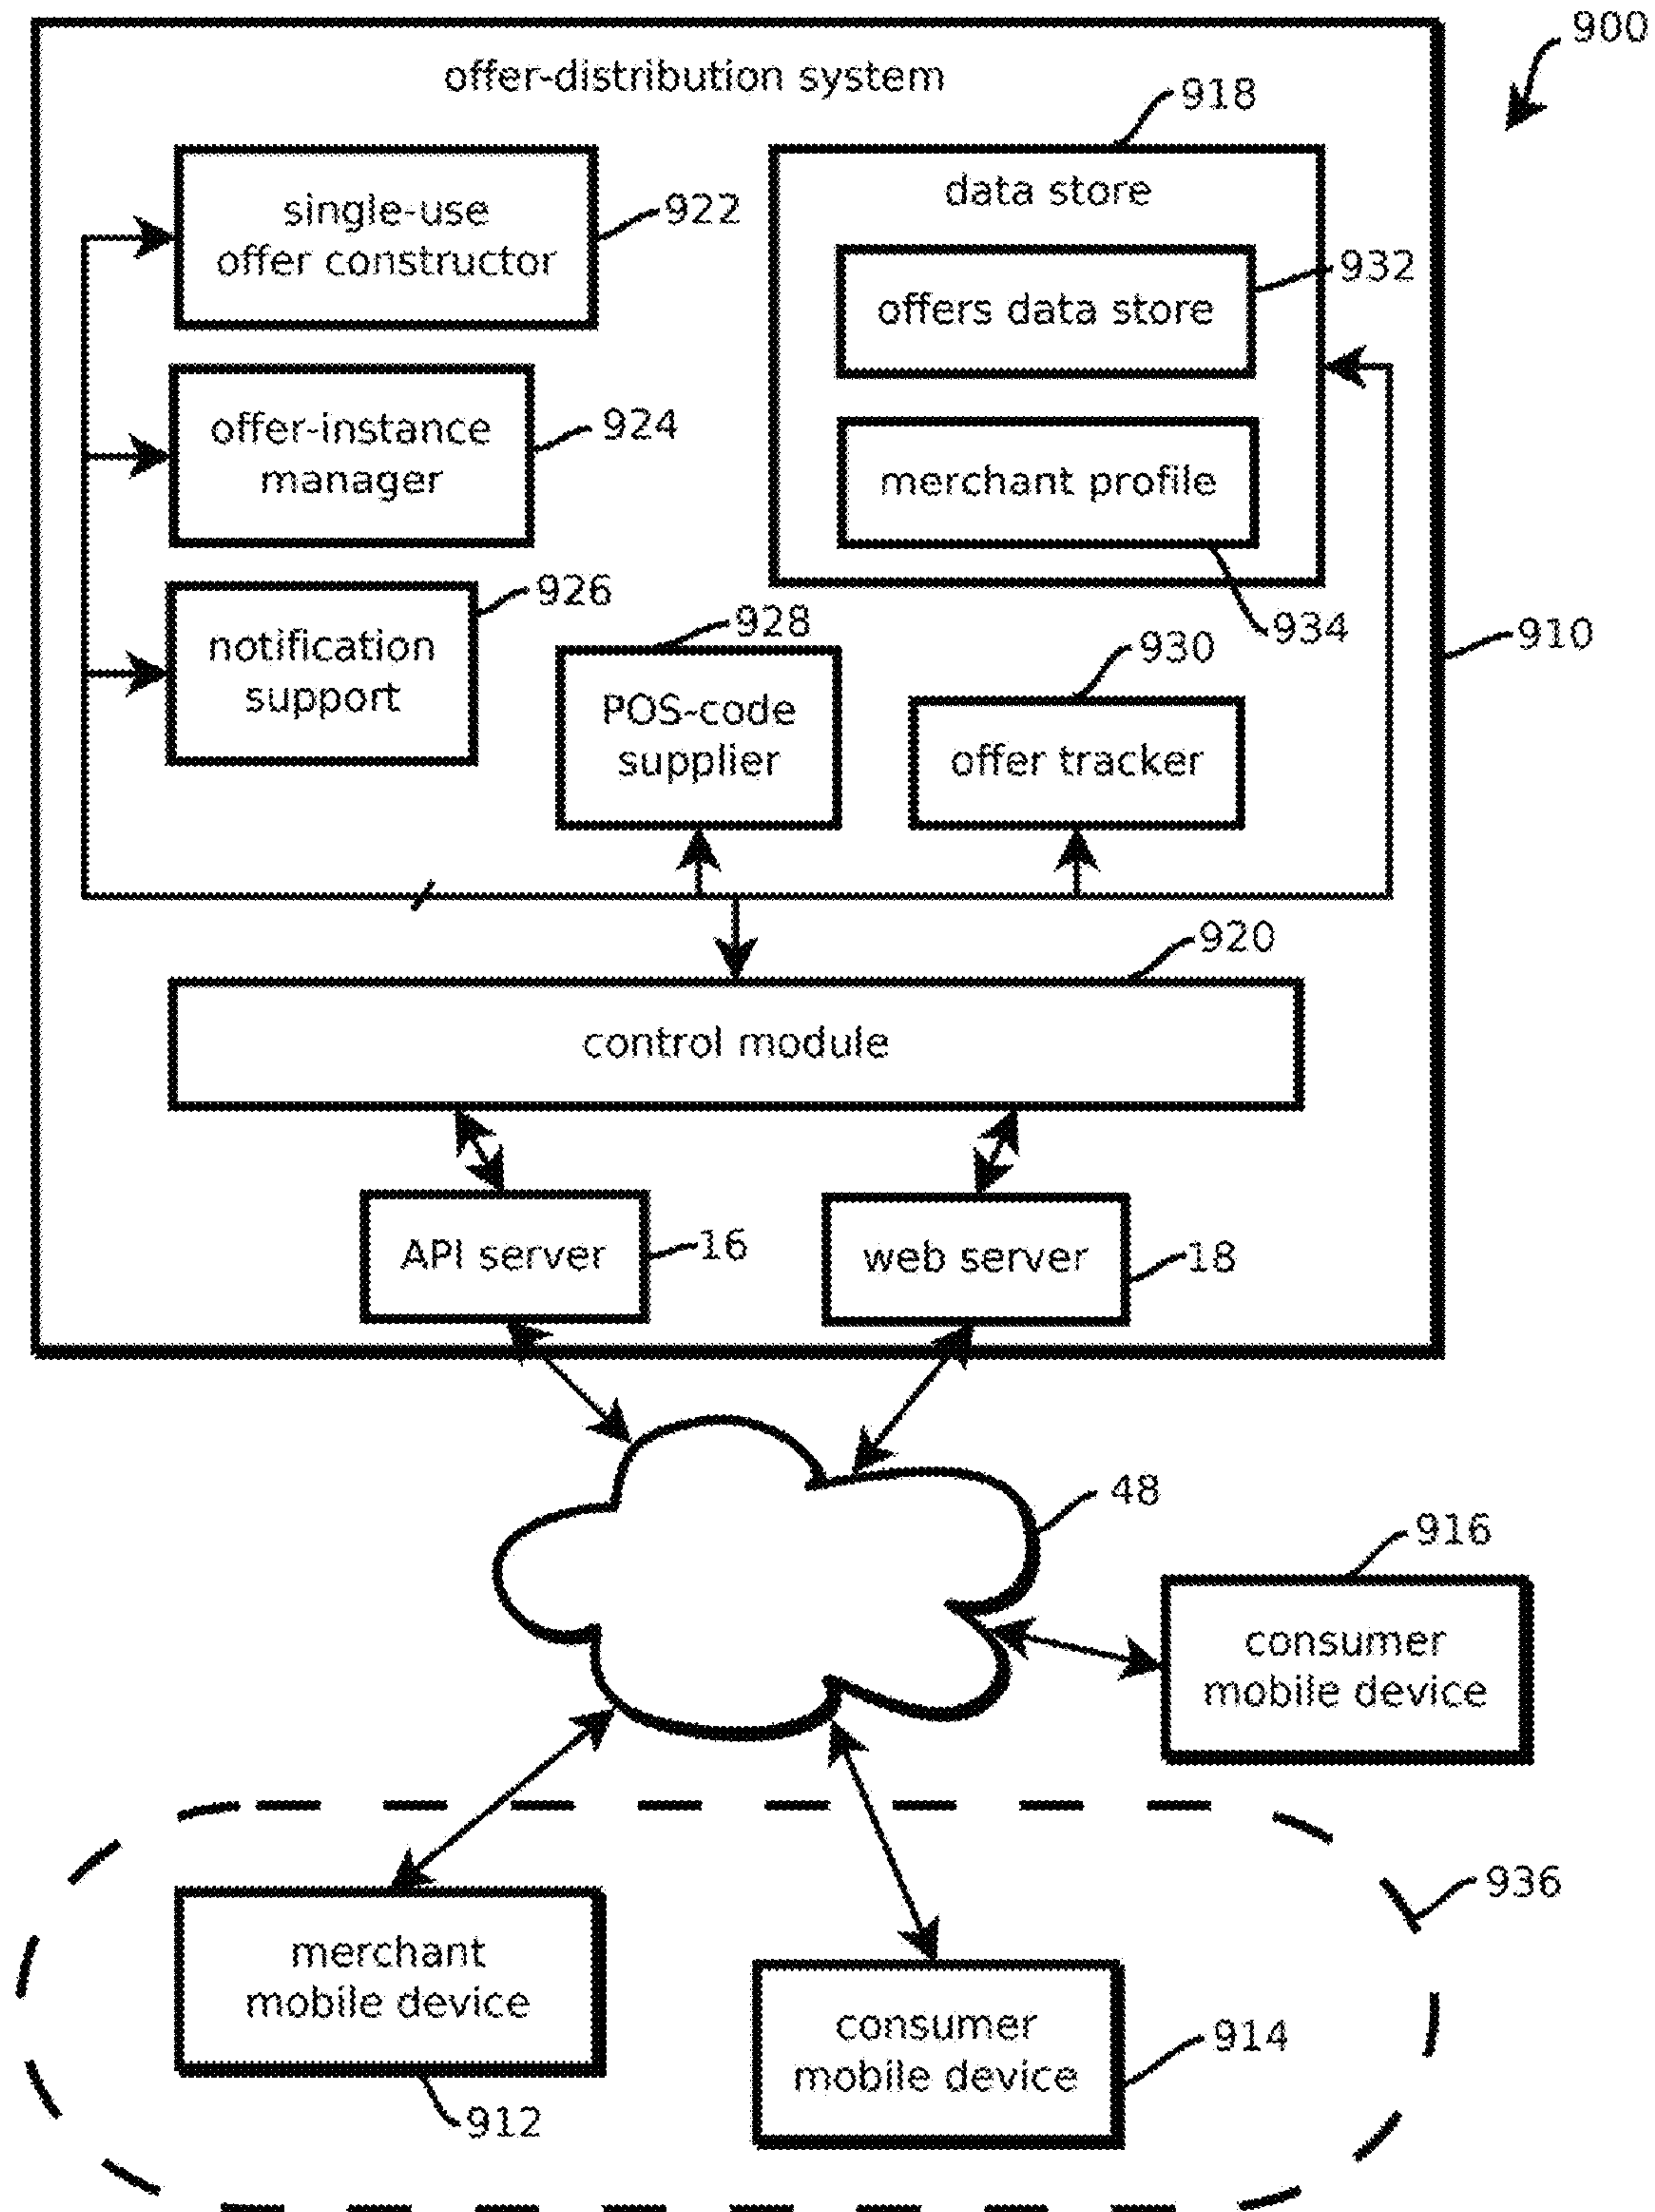 900
offer-distribution system
918
single-use
offer constructor
922
data store
932
offers data store
offer-instance
manager
924
merchant profile
934
926
notification
support
928
POS-code
supplier
930
offer tracker
910
920
control module
API server
16
web server
18
48
916
consumer
mobile device
936
merchant
mobile device
912
consumer
mobile device
914